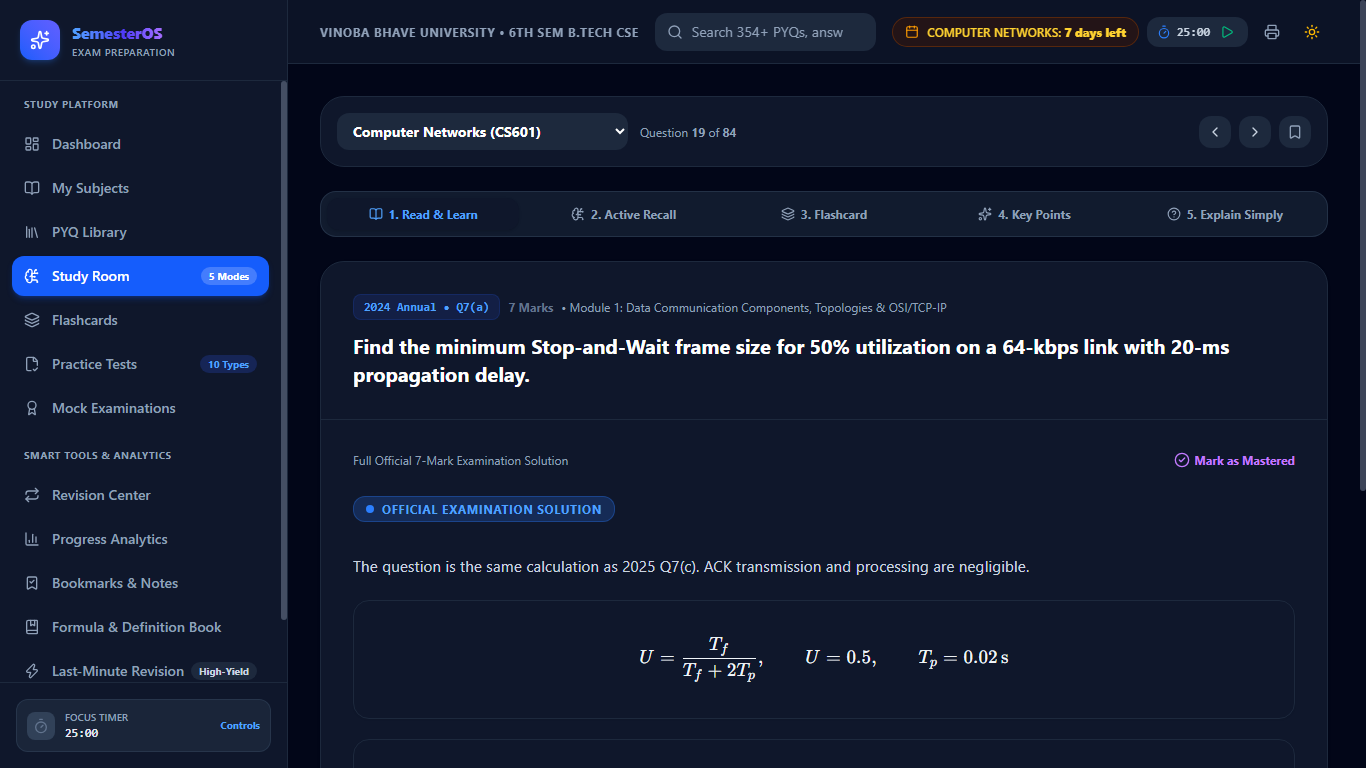 SemesterOS
EXAM PREPARATION
STUDY PLATFORM
Dashboard
My Subjects
PYQ Library
Study Room 5 Modes
Flashcards
Practice Tests 10 Types
Mock Examinations
SMART TOOLS & ANALYTICS
Revision Center
Progress Analytics
Bookmarks & Notes
Formula & Definition Book
Last-Minute Revision High-Yield
FOCUS TIMER
25:00
Controls
VINOBA BHAVE UNIVERSITY • 6TH SEM B.TECH CSE
Search 354+ PYQs, answ
COMPUTER NETWORKS: 7 days left
25:00
Computer Networks (CS601)
Question 19 of 84
1. Read & Learn
2. Active Recall
3. Flashcard
4. Key Points
5. Explain Simply
2024 Annual • Q7(a) 7 Marks • Module 1: Data Communication Components, Topologies & OSI/TCP-IP
Find the minimum Stop-and-Wait frame size for 50% utilization on a 64-kbps link with 20-ms
propagation delay.
Full Official 7-Mark Examination Solution
Mark as Mastered
OFFICIAL EXAMINATION SOLUTION
The question is the same calculation as 2025 Q7(c). ACK transmission and processing are negligible.
U = T_f / (T_f + 2T_p), U = 0.5, T_p = 0.02 s